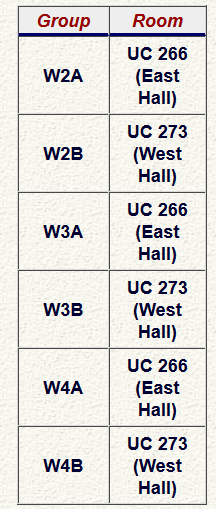 Group Room
W2A UC 266 (East Hall)
W2B UC 273 (West Hall)
W3A UC 266 (East Hall)
W3B UC 273 (West Hall)
W4A UC 266 (East Hall)
W4B UC 273 (West Hall)